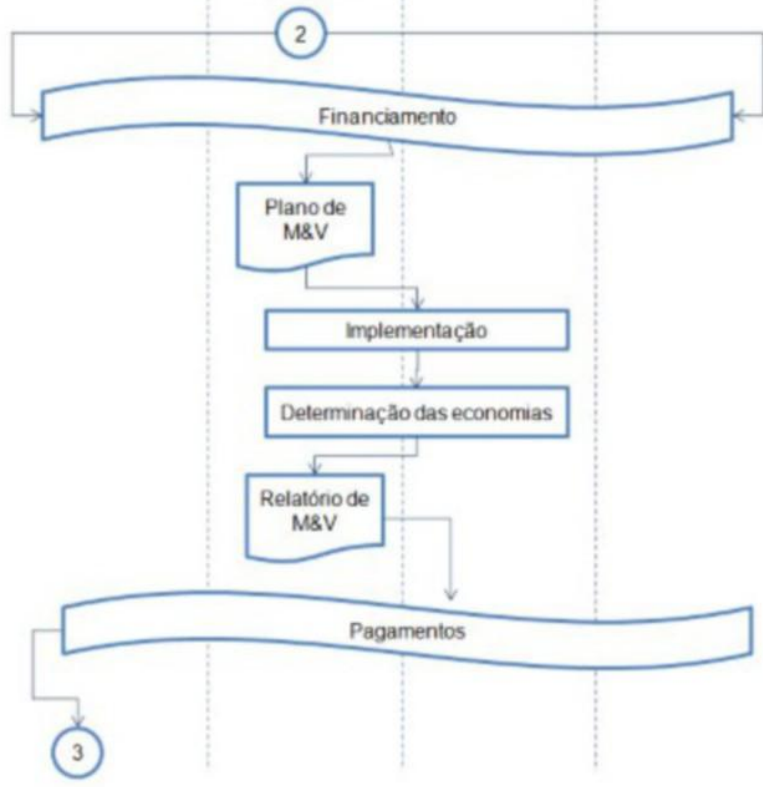 2
Financiamento
Plano de
M&V
Implementação
Determinação das economias
Relatório de
M&V
Pagamentos
3